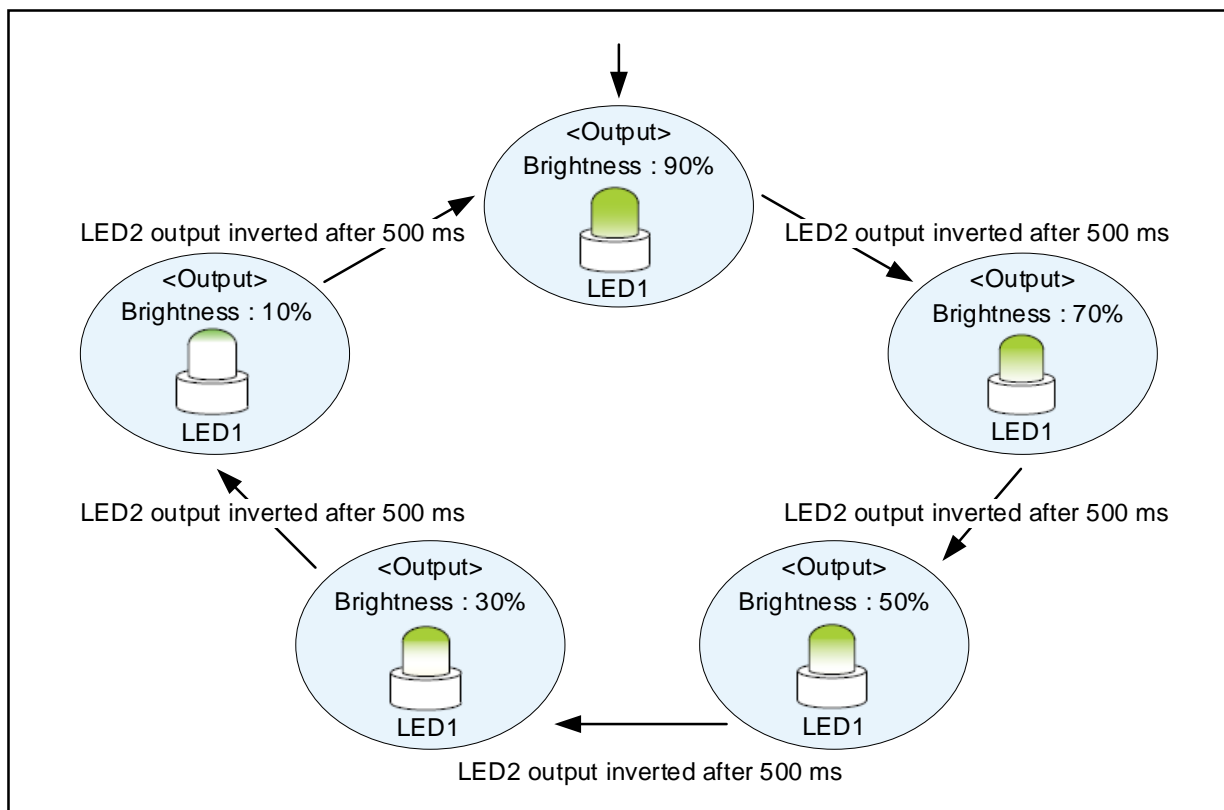 <Output>
Brightness : 90%
LED1
LED2 output inverted after 500 ms
<Output>
Brightness : 70%
LED1
LED2 output inverted after 500 ms
<Output>
Brightness : 50%
LED1
LED2 output inverted after 500 ms
<Output>
Brightness : 30%
LED1
LED2 output inverted after 500 ms
<Output>
Brightness : 10%
LED1
LED2 output inverted after 500 ms